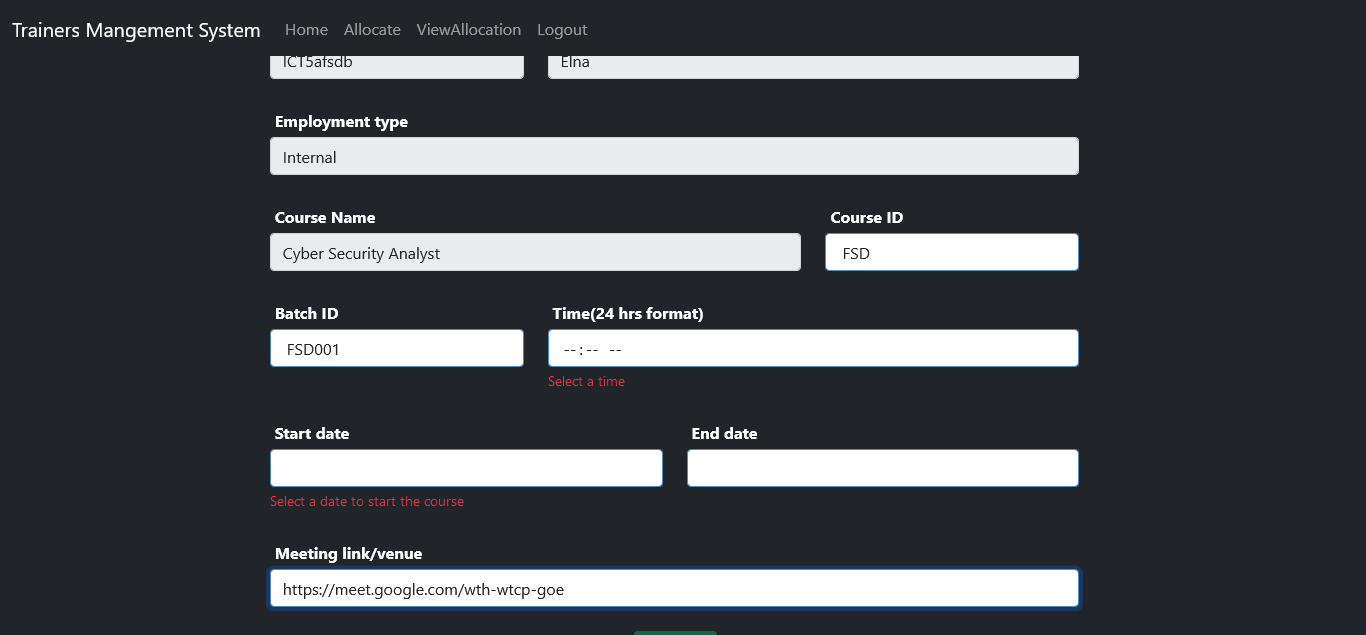 Trainers Mangement System Home Allocate ViewAllocation Logout
ICT5afsdb Elna
Employment type
Internal
Course Name Course ID
Cyber Security Analyst FSD
Batch ID Time(24 hrs format)
FSD001 --:-- --
Select a time
Start date End date
Select a date to start the course
Meeting link/venue
https://meet.google.com/wth-wtcp-goe